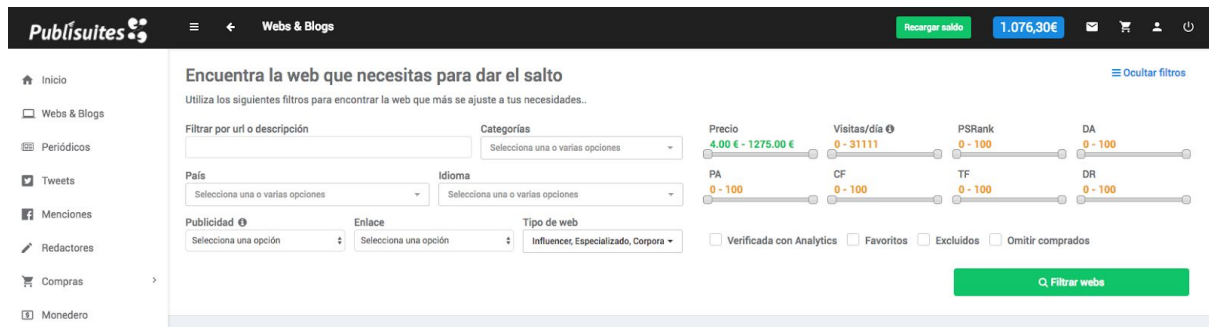 Publisuites
Webs & Blogs
Recargar saldo
1.076,30€
Inicio
Webs & Blogs
Periódicos
Tweets
Menciones
Redactores
Compras
Monedero
Encuentra la web que necesitas para dar el salto
Ocultar filtros
Utiliza los siguientes filtros para encontrar la web que más se ajuste a tus necesidades..
Filtrar por url o descripción
Categorías
Selecciona una o varias opciones
País
Selecciona una o varias opciones
Idioma
Selecciona una o varias opciones
Publicidad
Selecciona una opción
Enlace
Selecciona una opción
Tipo de web
Influencer, Especializado, Corpora
Precio
4.00 € - 1275.00 €
Visitas/día
0 - 31111
PSRank
0 - 100
DA
0 - 100
PA
0 - 100
CF
0 - 100
TF
0 - 100
DR
0 - 100
Verificada con Analytics
Favoritos
Excluidos
Omitir comprados
Filtrar webs